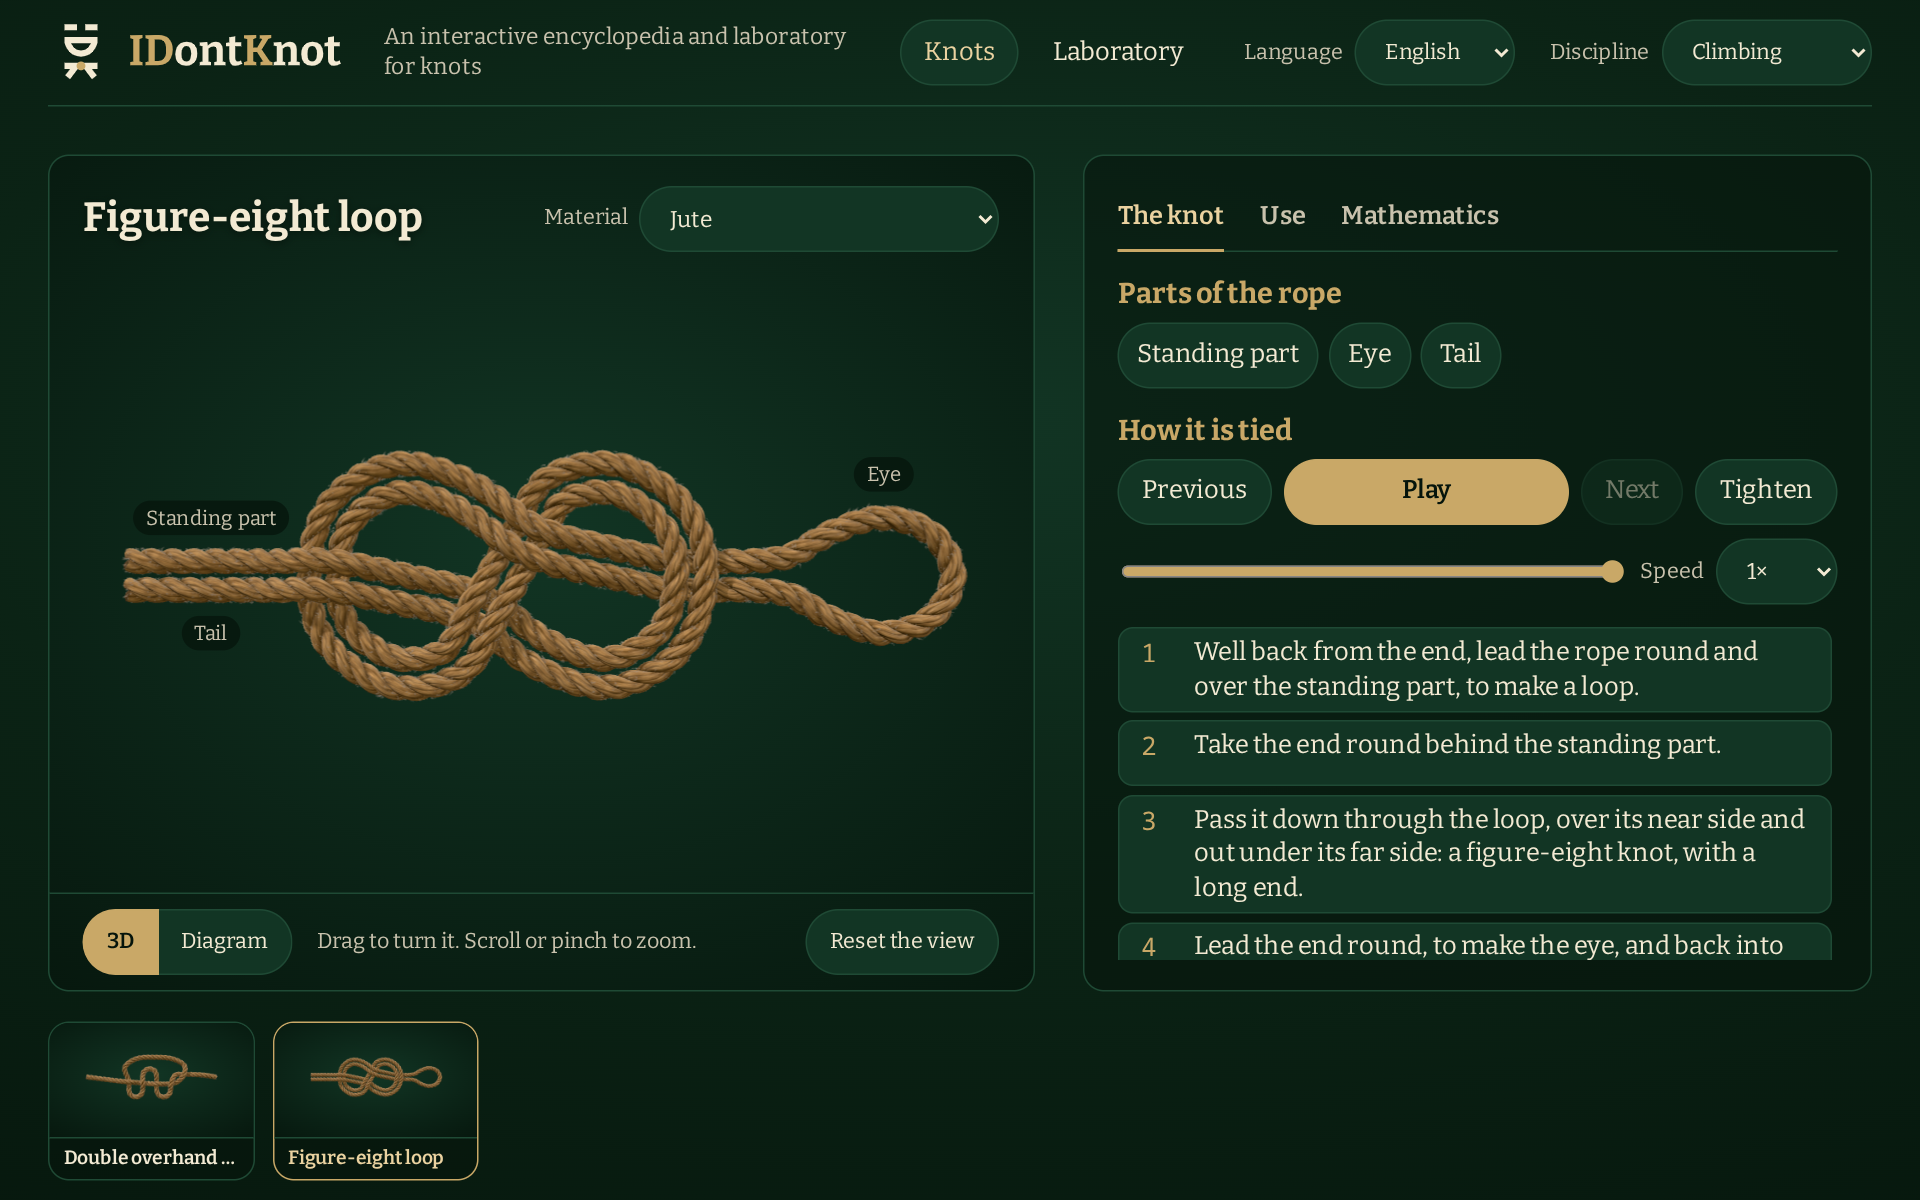 IDontKnot
An interactive encyclopedia and laboratory
for knots
Knots
Laboratory
Language
English
Discipline
Climbing
Figure-eight loop
Material
Jute
Standing part
Tail
Eye
3D
Diagram
Drag to turn it. Scroll or pinch to zoom.
Reset the view
The knot
Use
Mathematics
Parts of the rope
Standing part
Eye
Tail
How it is tied
Previous
Play
Next
Tighten
Speed
1×
1 Well back from the end, lead the rope round and
over the standing part, to make a loop.
2 Take the end round behind the standing part.
3 Pass it down through the loop, over its near side and
out under its far side: a figure-eight knot, with a
long end.
4 Lead the end round, to make the eye, and back into
Double overhand ...
Figure-eight loop